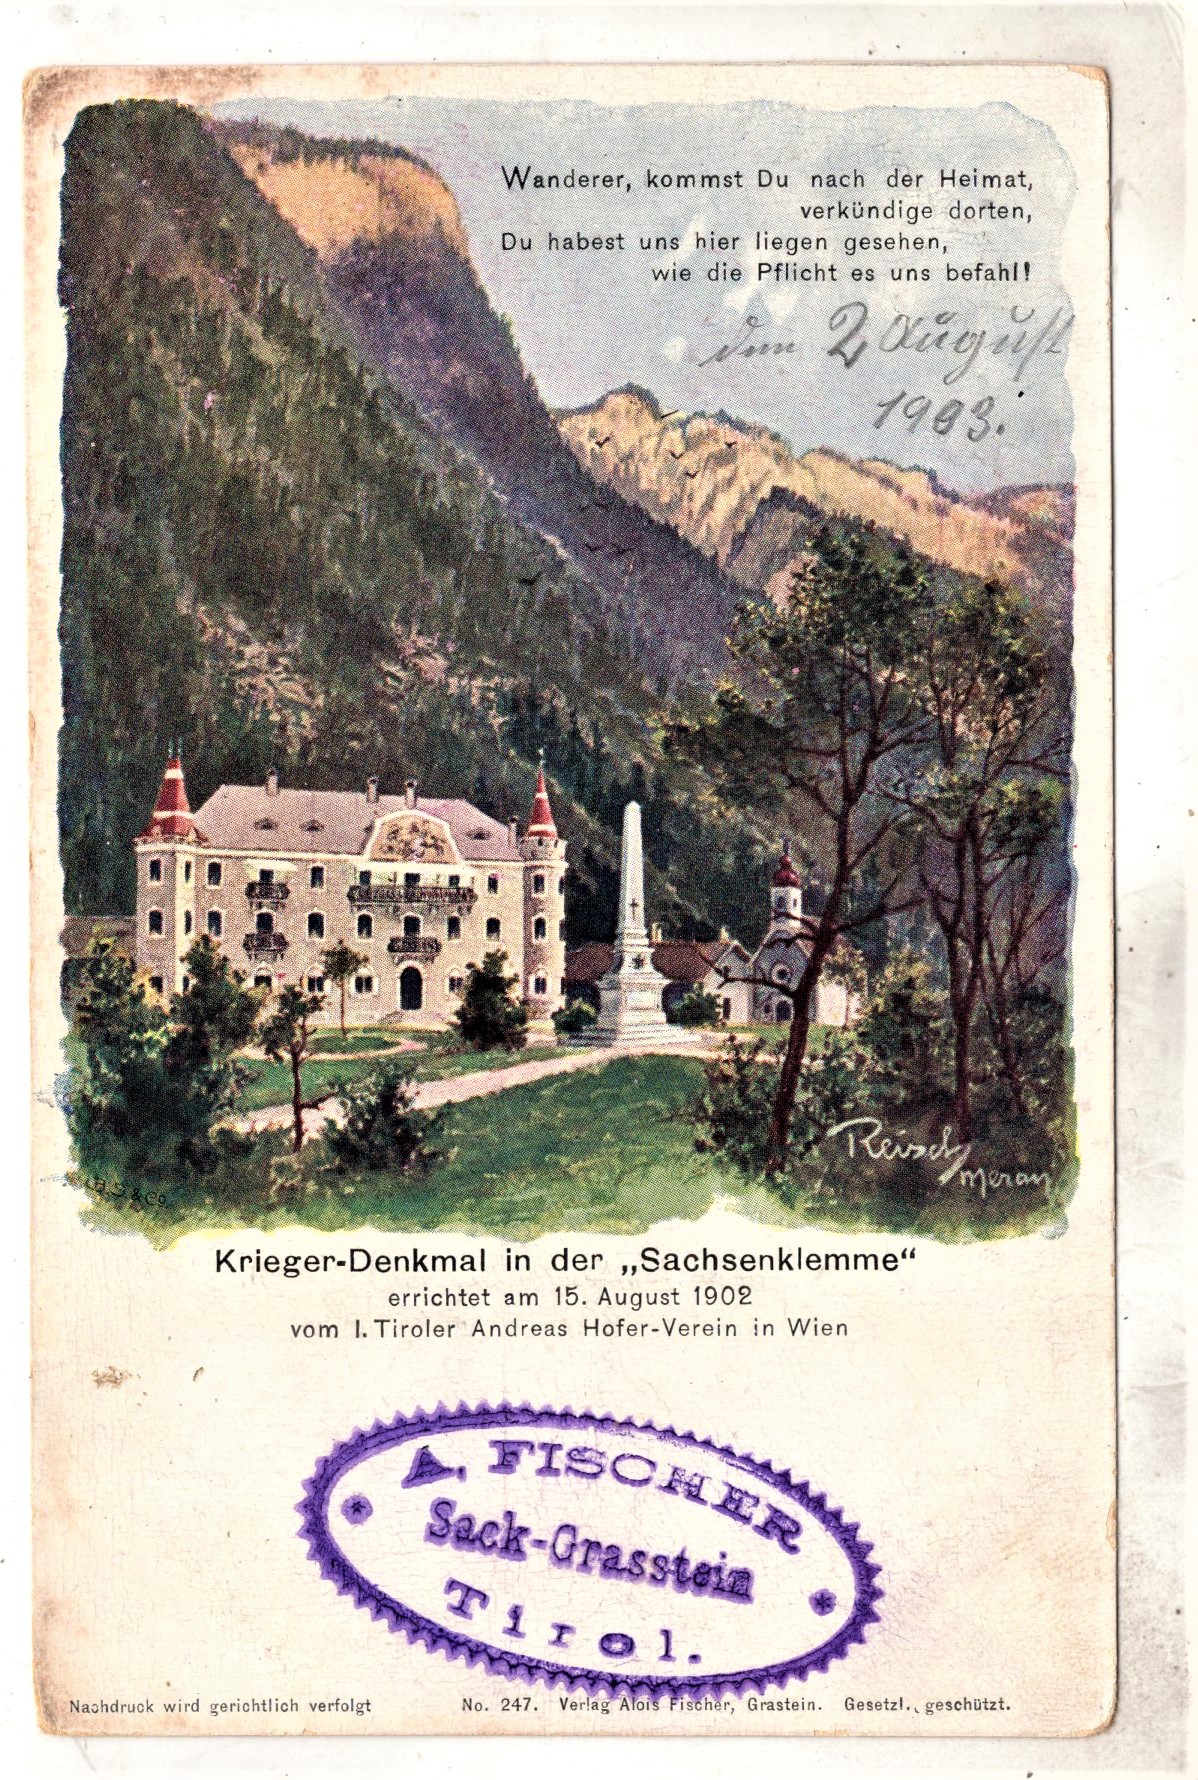 Wanderer, kommst Du nach der Heimat,
verkündige dorten,
Du habest uns hier liegen gesehen,
wie die Pflicht es uns befahl!
den 2 August
1903.
Reisch
Meran
H.S. & Co.
Krieger-Denkmal in der „Sachsenklemme“
errichtet am 15. August 1902
vom I. Tiroler Andreas Hofer-Verein in Wien
A. FISCHER
Sack-Grasstein
Tirol.
Nachdruck wird gerichtlich verfolgt No. 247. Verlag Alois Fischer, Grastein. Gesetzl. geschützt.